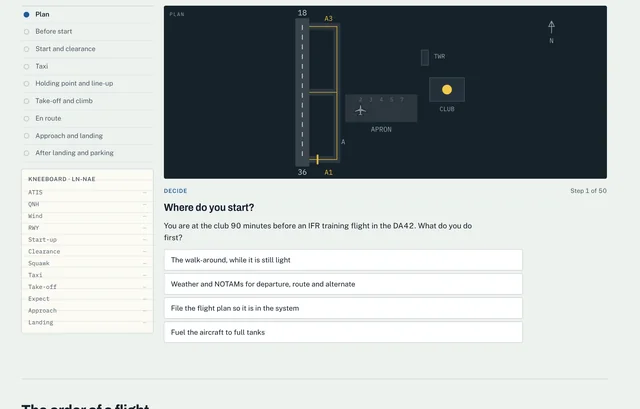 Plan
Before start
Start and clearance
Taxi
Holding point and line-up
Take-off and climb
En route
Approach and landing
After landing and parking
KNEEBOARD · LN-NAE
ATIS –
QNH –
Wind –
RWY –
Start-up –
Clearance –
Squawk –
Taxi –
Take-off –
Expect –
Approach –
Landing –
PLAN
18
A3
N
TWR
2 3 4 5 7
CLUB
APRON
A
36
A1
DECIDE
Step 1 of 50
Where do you start?
You are at the club 90 minutes before an IFR training flight in the DA42. What do you do
first?
The walk-around, while it is still light
Weather and NOTAMs for departure, route and alternate
File the flight plan so it is in the system
Fuel the aircraft to full tanks
The order of a flight